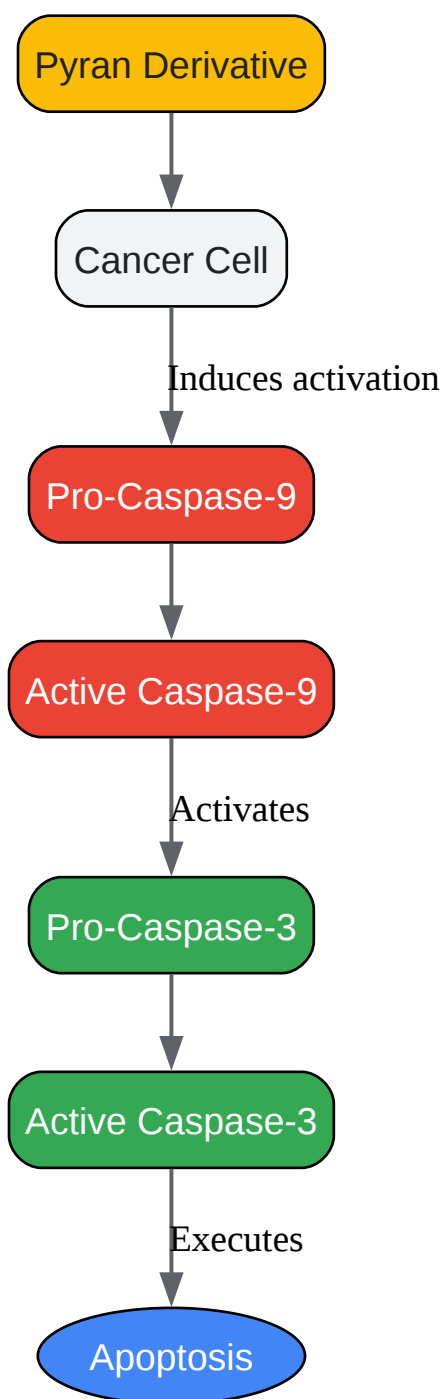 Pyran Derivative
Cancer Cell
Induces activation
Pro-Caspase-9
Active Caspase-9
Activates
Pro-Caspase-3
Active Caspase-3
Executes
Apoptosis